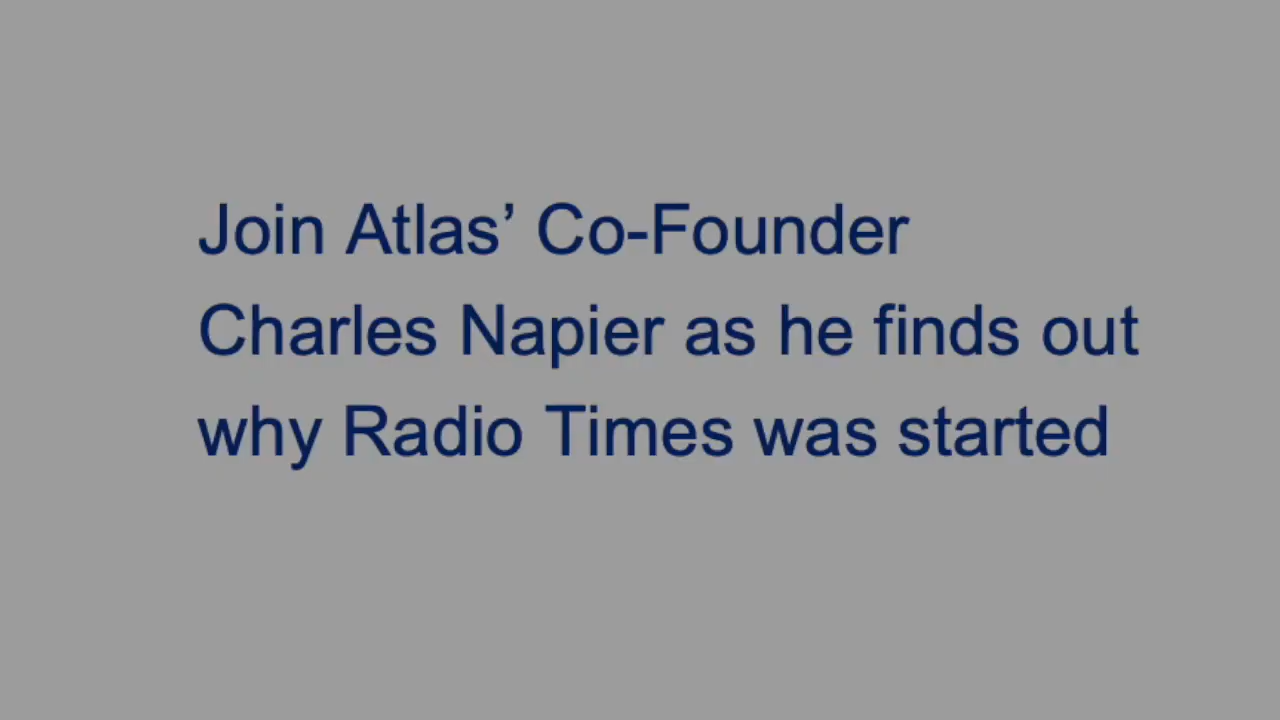 Join Atlas’ Co-Founder
Charles Napier as he finds out
why Radio Times was started